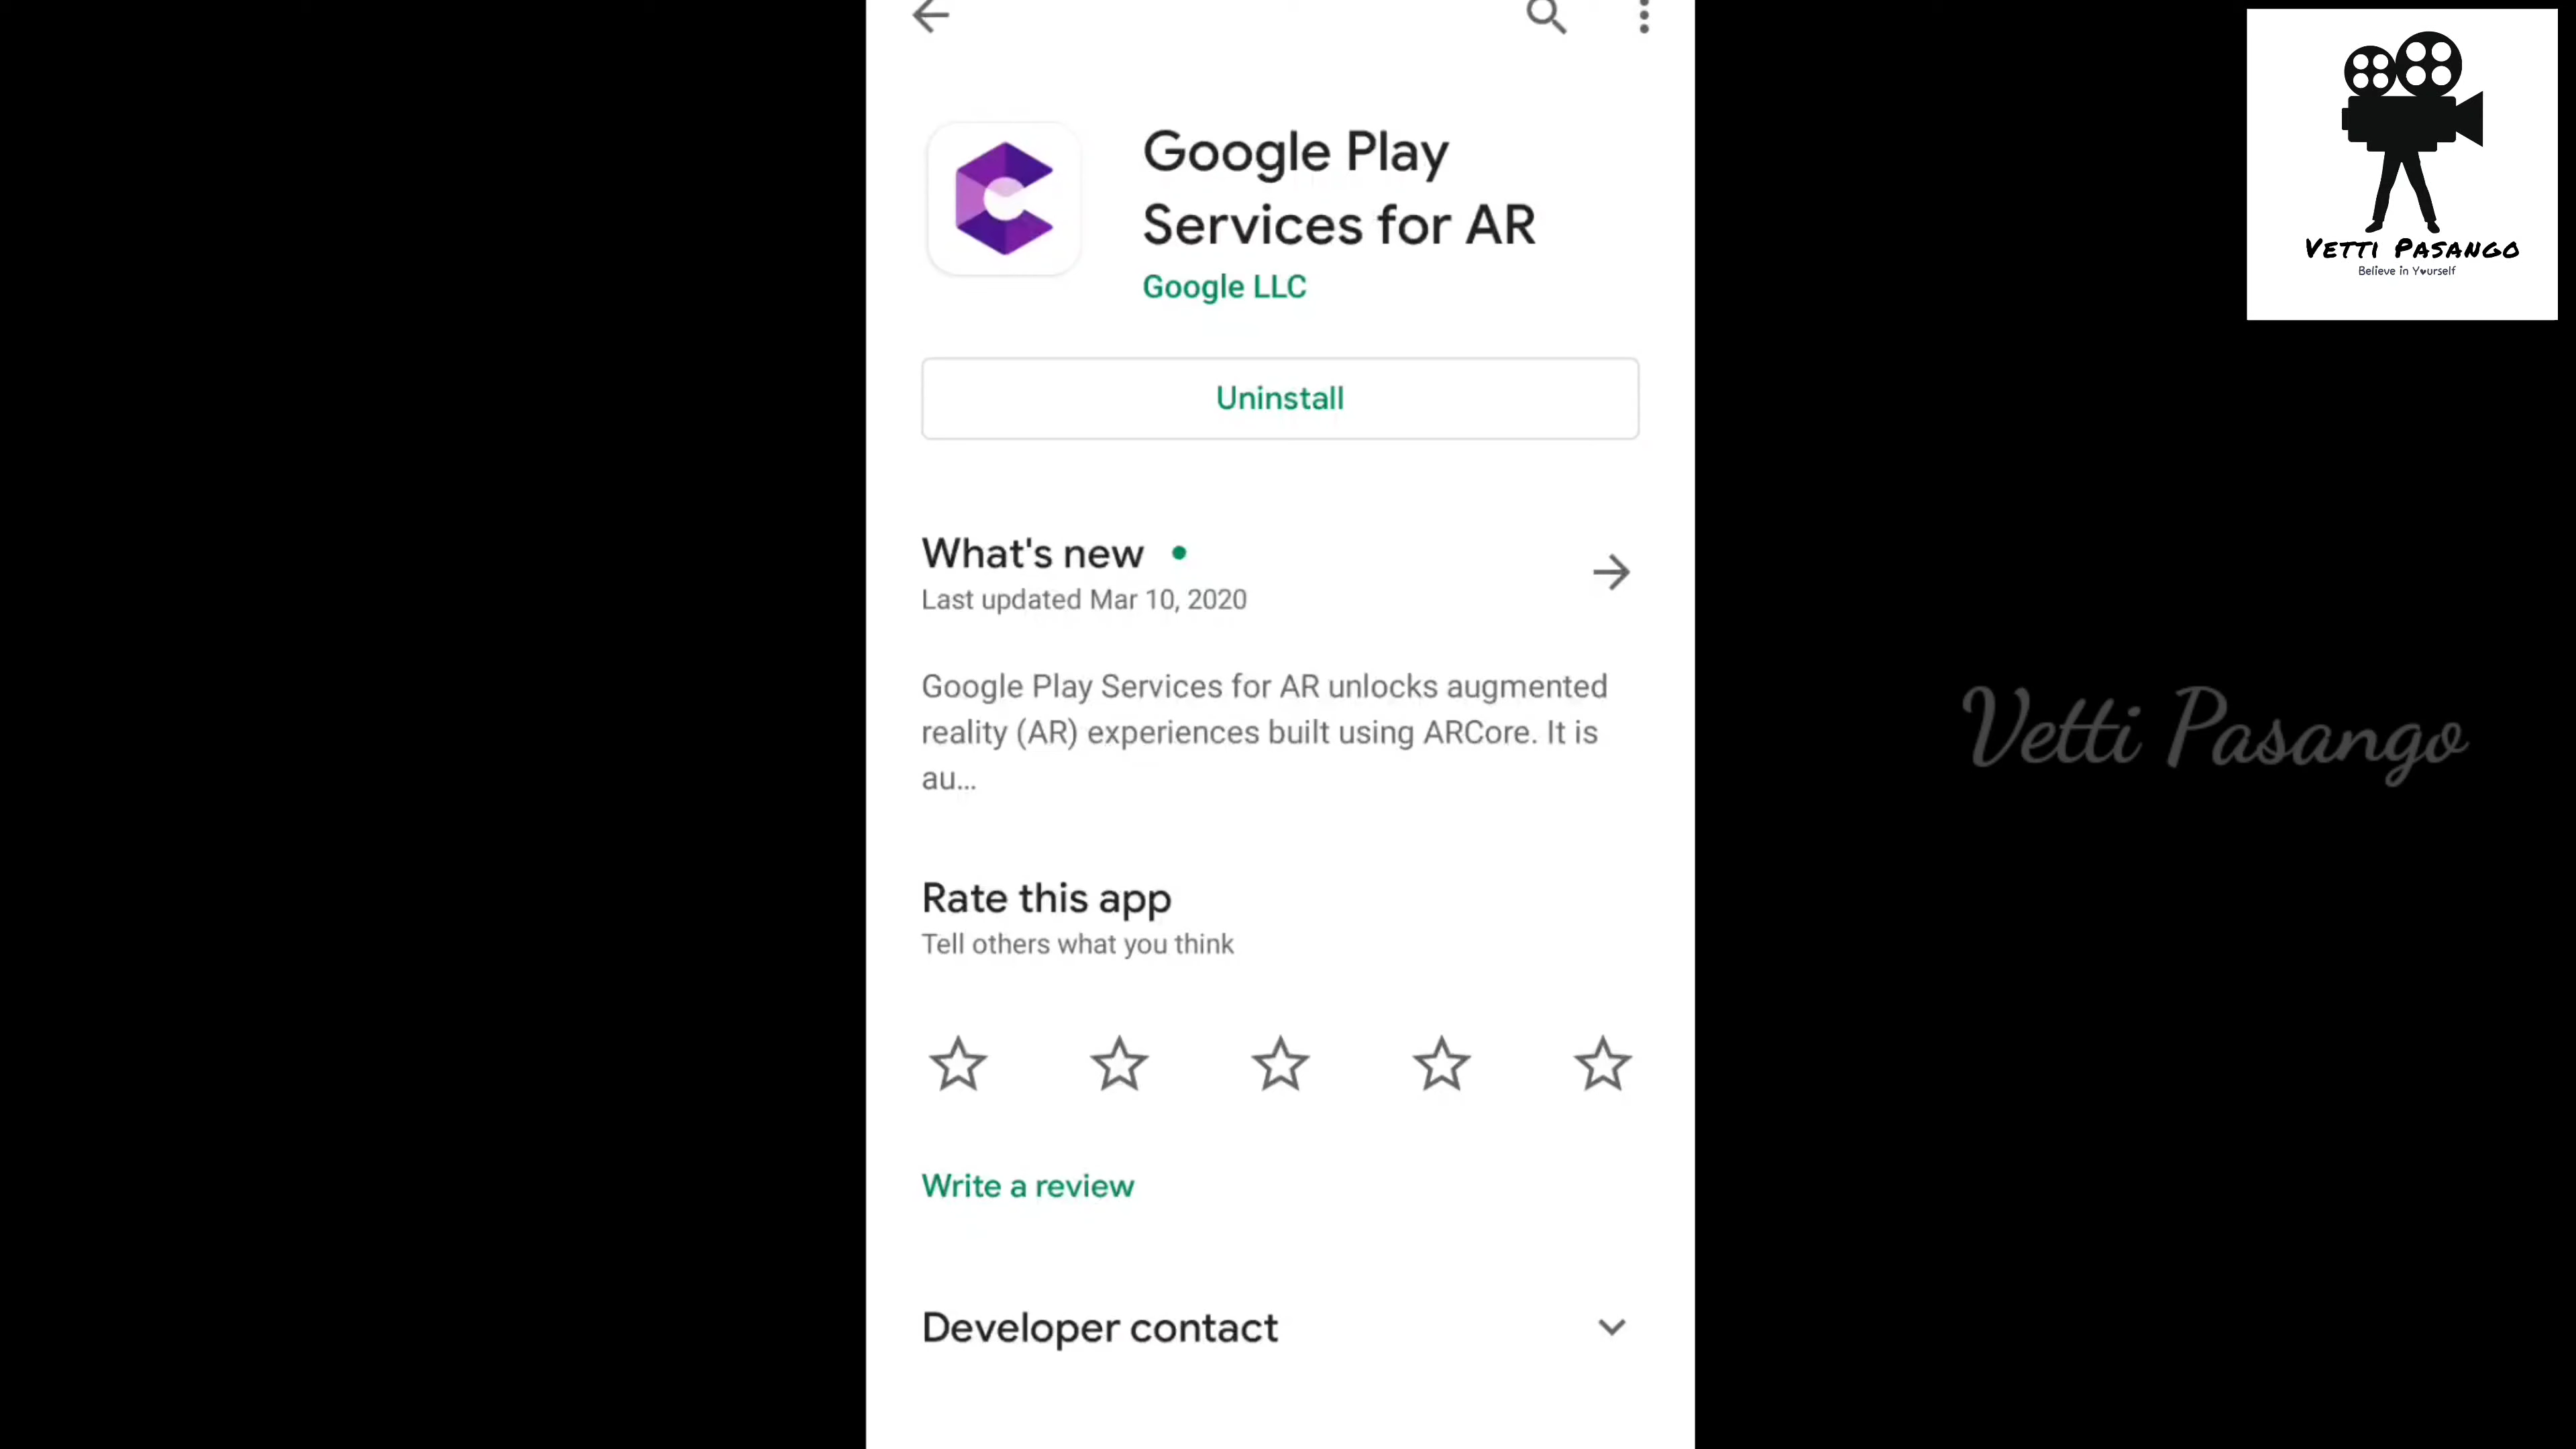 Google Play
Services for AR
Google LLC
Uninstall
What's new
Last updated Mar 10, 2020
Google Play Services for AR unlocks augmented
reality (AR) experiences built using ARCore. It is
au...
Rate this app
Tell others what you think
Write a review
Developer contact
VETTI PASANGO
Believe in Y♥urself
Vetti Pasango